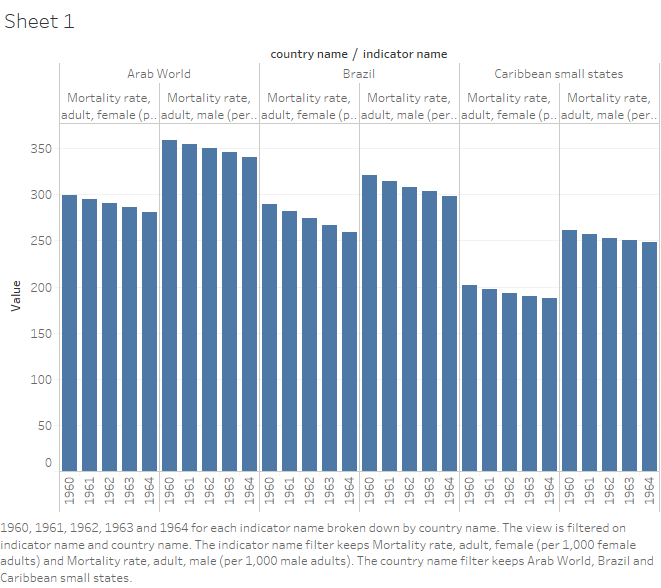 Sheet 1
country name / indicator name
Arab World
Brazil
Caribbean small states
Mortality rate,
adult, female (p..
Mortality rate,
adult, male (per..
Mortality rate,
adult, female (p..
Mortality rate,
adult, male (per..
Mortality rate,
adult, female (p..
Mortality rate,
adult, male (per..
Value
350
300
250
200
150
100
50
0
1960 1961 1962 1963 1964 1960 1961 1962 1963 1964 1960 1961 1962 1963 1964 1960 1961 1962 1963 1964 1960 1961 1962 1963 1964 1960 1961 1962 1963 1964
1960, 1961, 1962, 1963 and 1964 for each indicator name broken down by country name. The view is filtered on
indicator name and country name. The indicator name filter keeps Mortality rate, adult, female (per 1,000 female
adults) and Mortality rate, adult, male (per 1,000 male adults). The country name filter keeps Arab World, Brazil and
Caribbean small states.